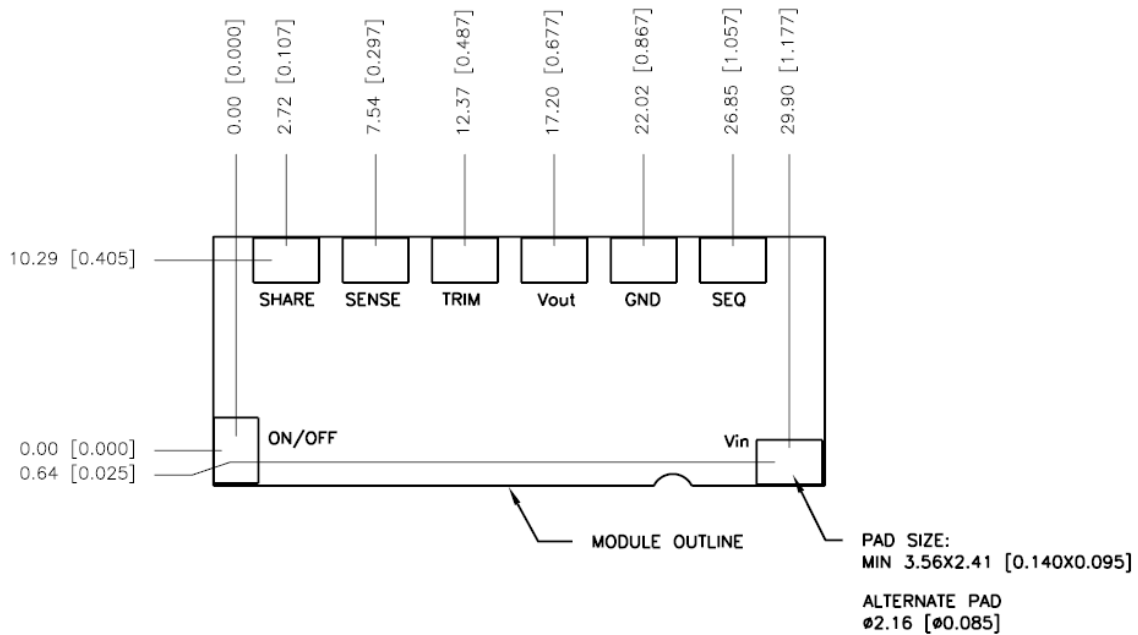 0.00 [0.000]
2.72 [0.107]
7.54 [0.297]
12.37 [0.487]
17.20 [0.677]
22.02 [0.867]
26.85 [1.057]
29.90 [1.177]
10.29 [0.405]
SHARE
SENSE
TRIM
Vout
GND
SEQ
ON/OFF
Vin
0.00 [0.000]
0.64 [0.025]
MODULE OUTLINE
PAD SIZE:
MIN 3.56X2.41 [0.140X0.095]
ALTERNATE PAD
ø2.16 [ø0.085]